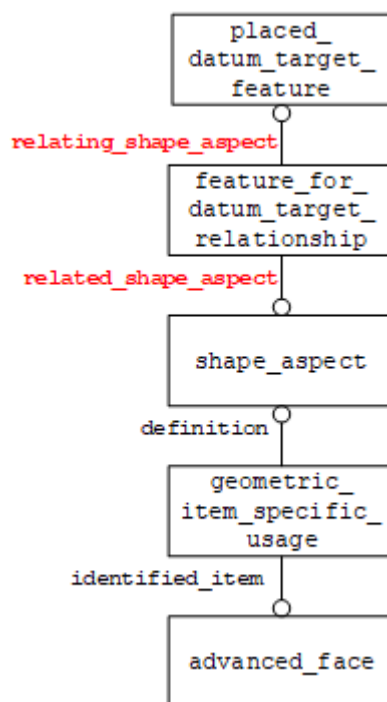 placed_
datum_target_
feature
relating_shape_aspect
feature_for_
datum_target_
relationship
related_shape_aspect
shape_aspect
definition
geometric_
item_specific_
usage
identified_item
advanced_face